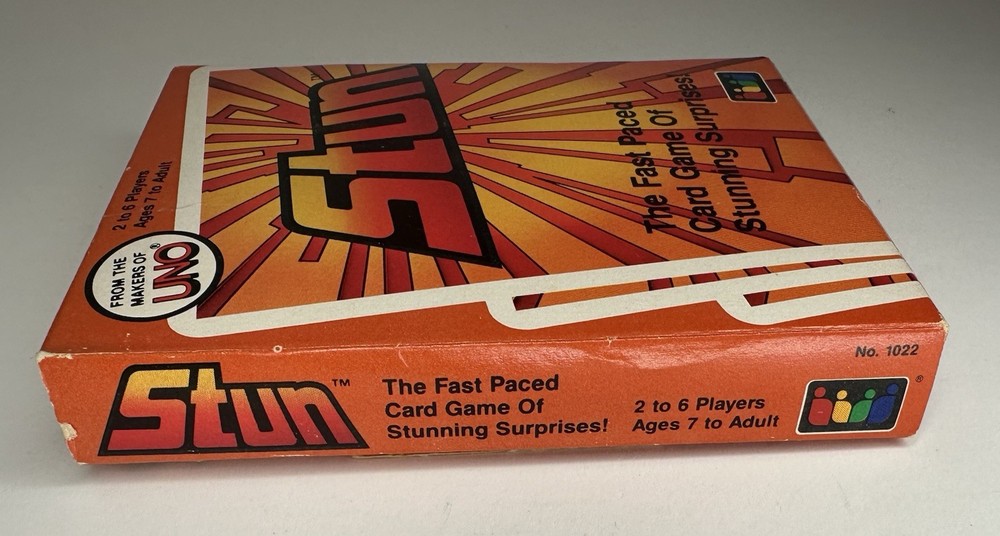 Stun™
The Fast Paced
Card Game Of
Stunning Surprises!
2 to 6 Players
Ages 7 to Adult
FROM THE
MAKERS OF
UNO®
Stun™
The Fast Paced
Card Game Of
Stunning Surprises!
2 to 6 Players
Ages 7 to Adult
No. 1022
®